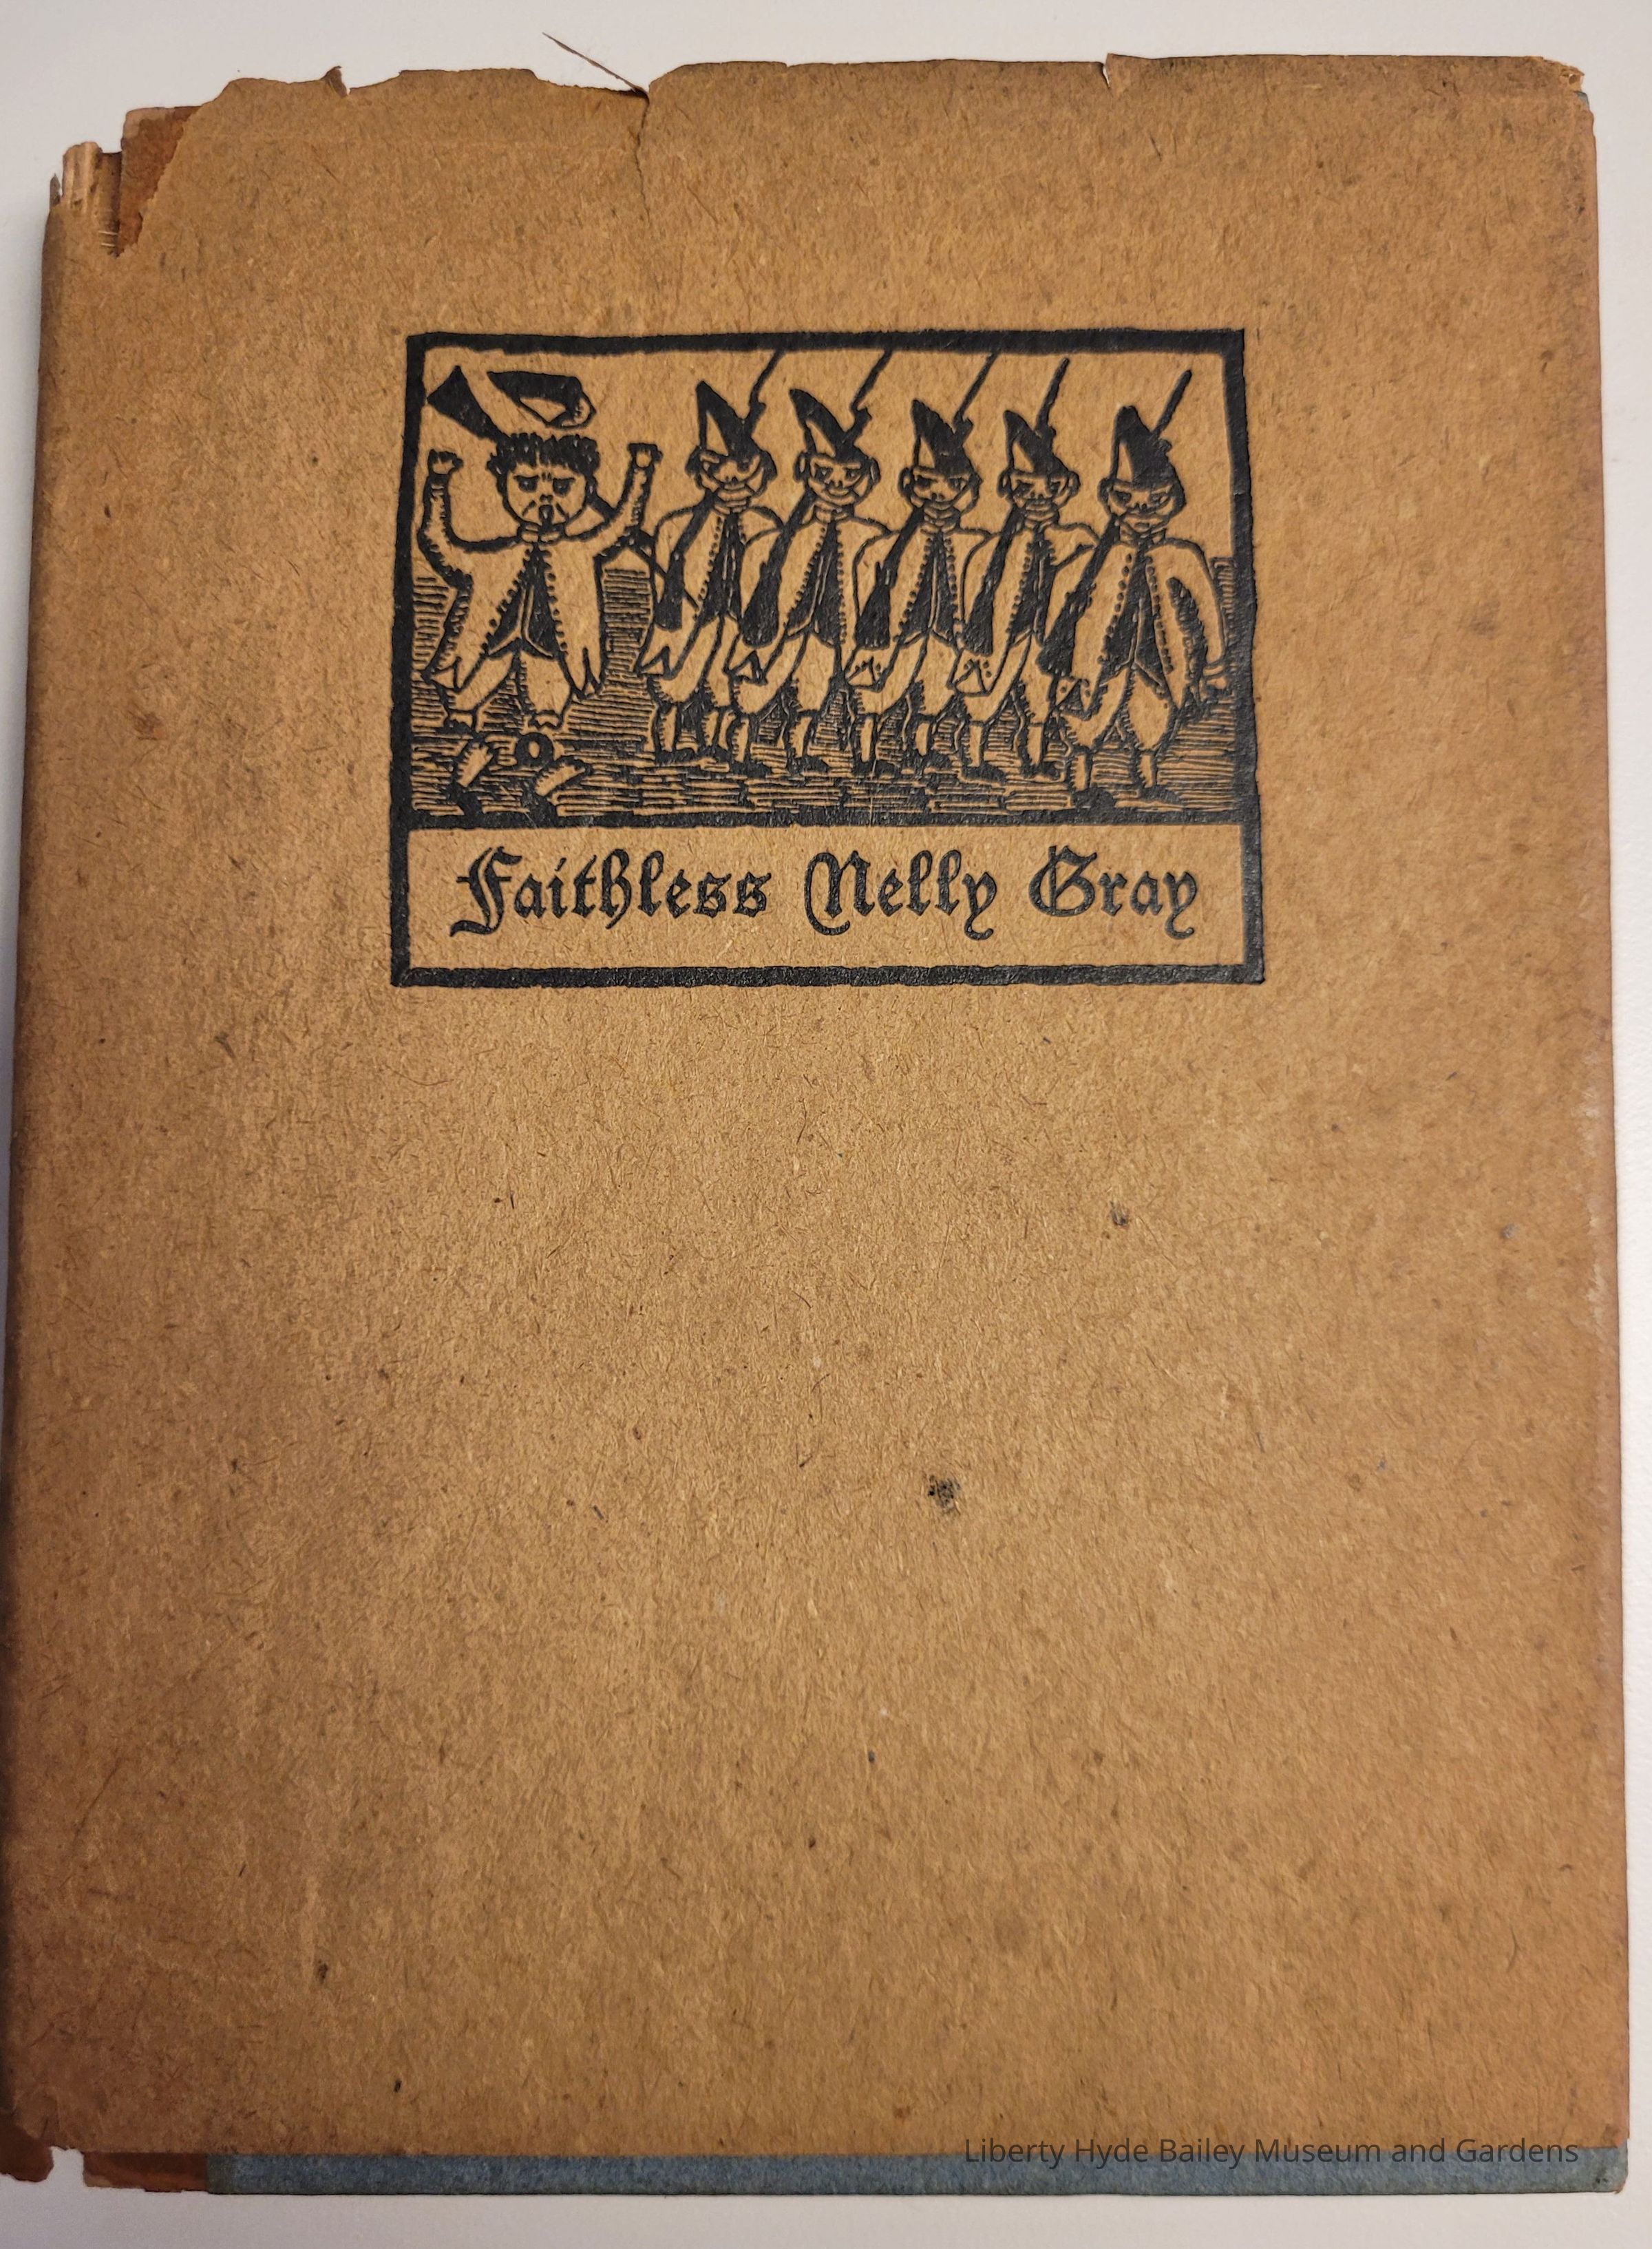 Faithless Nelly Gray
Liberty Hyde Bailey Museum and Gardens